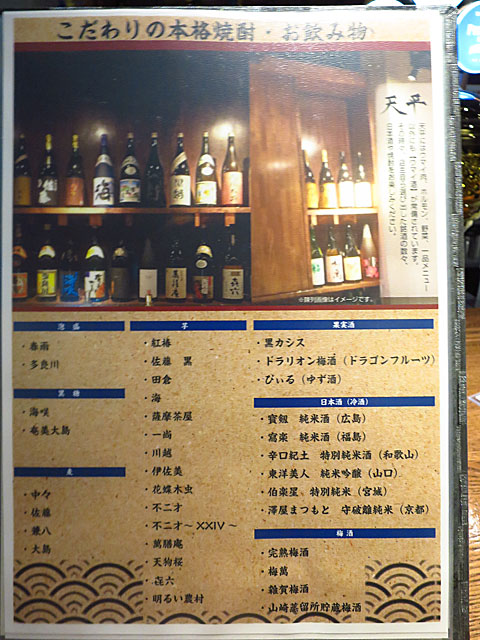 こだわりの本格焼酎・お飲み物
天平
※陳列画像はイメージです。
泡盛
・春雨
・多良川
黒糖
・海嘆
・奄美大島
麦
・中々
・佐藤
・兼八
・大島
芋
・紅椿
・佐藤 黒
・田倉
・海
・薩摩茶屋
・一尚
・川越
・伊佐美
・花蝶木虫
・不二才
・不二才～XXIV～
・萬膳庵
・天狗桜
・㐂六
・明るい農村
果実酒
・黒カシス
・ドラリオン梅酒(ドラゴンフルーツ)
・ぴぃる(ゆず酒)
日本酒(冷酒)
・寳剱 純米酒(広島)
・寫楽 純米酒(福島)
・辛口紀土 特別純米酒(和歌山)
・東洋美人 純米吟醸(山口)
・伯楽星 特別純米(宮城)
・澤屋まつもと 守破離純米(京都)
梅酒
・完熟梅酒
・梅萬
・雑賀梅酒
・山崎蒸留所貯蔵梅酒